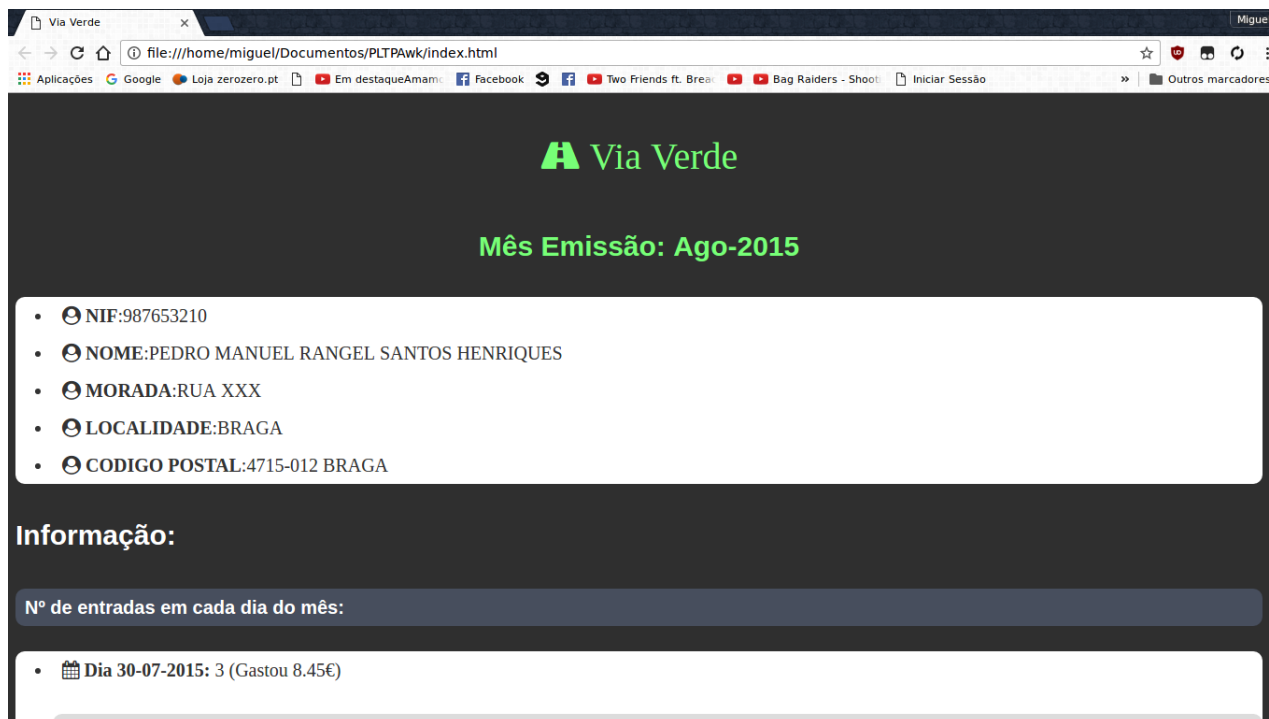 Via Verde
Migue
file:///home/miguel/Documentos/PLTPAwk/index.html
Aplicações Google Loja zerozero.pt Em destaqueAmamc Facebook Two Friends ft. Breac Bag Raiders - Shooti Iniciar Sessão » Outros marcadores
Via Verde
Mês Emissão: Ago-2015
NIF:987653210
NOME:PEDRO MANUEL RANGEL SANTOS HENRIQUES
MORADA:RUA XXX
LOCALIDADE:BRAGA
CODIGO POSTAL:4715-012 BRAGA
Informação:
Nº de entradas em cada dia do mês:
Dia 30-07-2015: 3 (Gastou 8.45€)